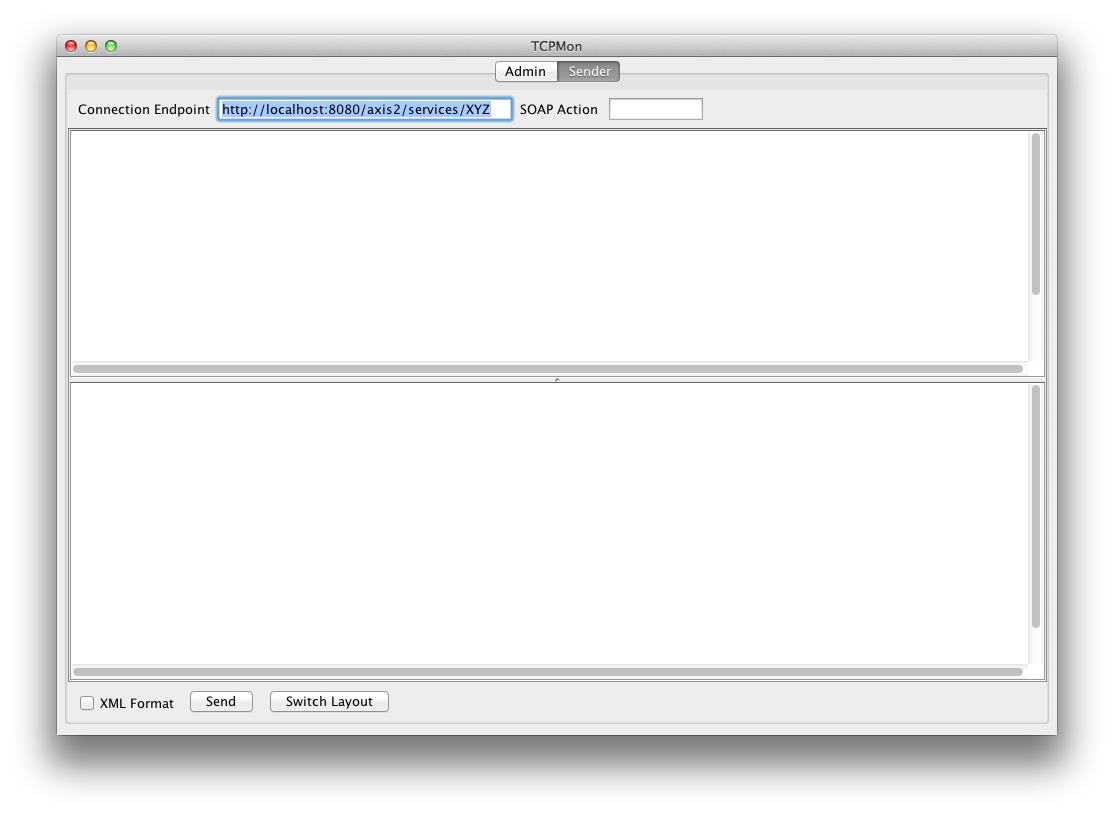 TCPMon
Admin Sender
Connection Endpoint http://localhost:8080/axis2/services/XYZ SOAP Action
XML Format Send Switch Layout